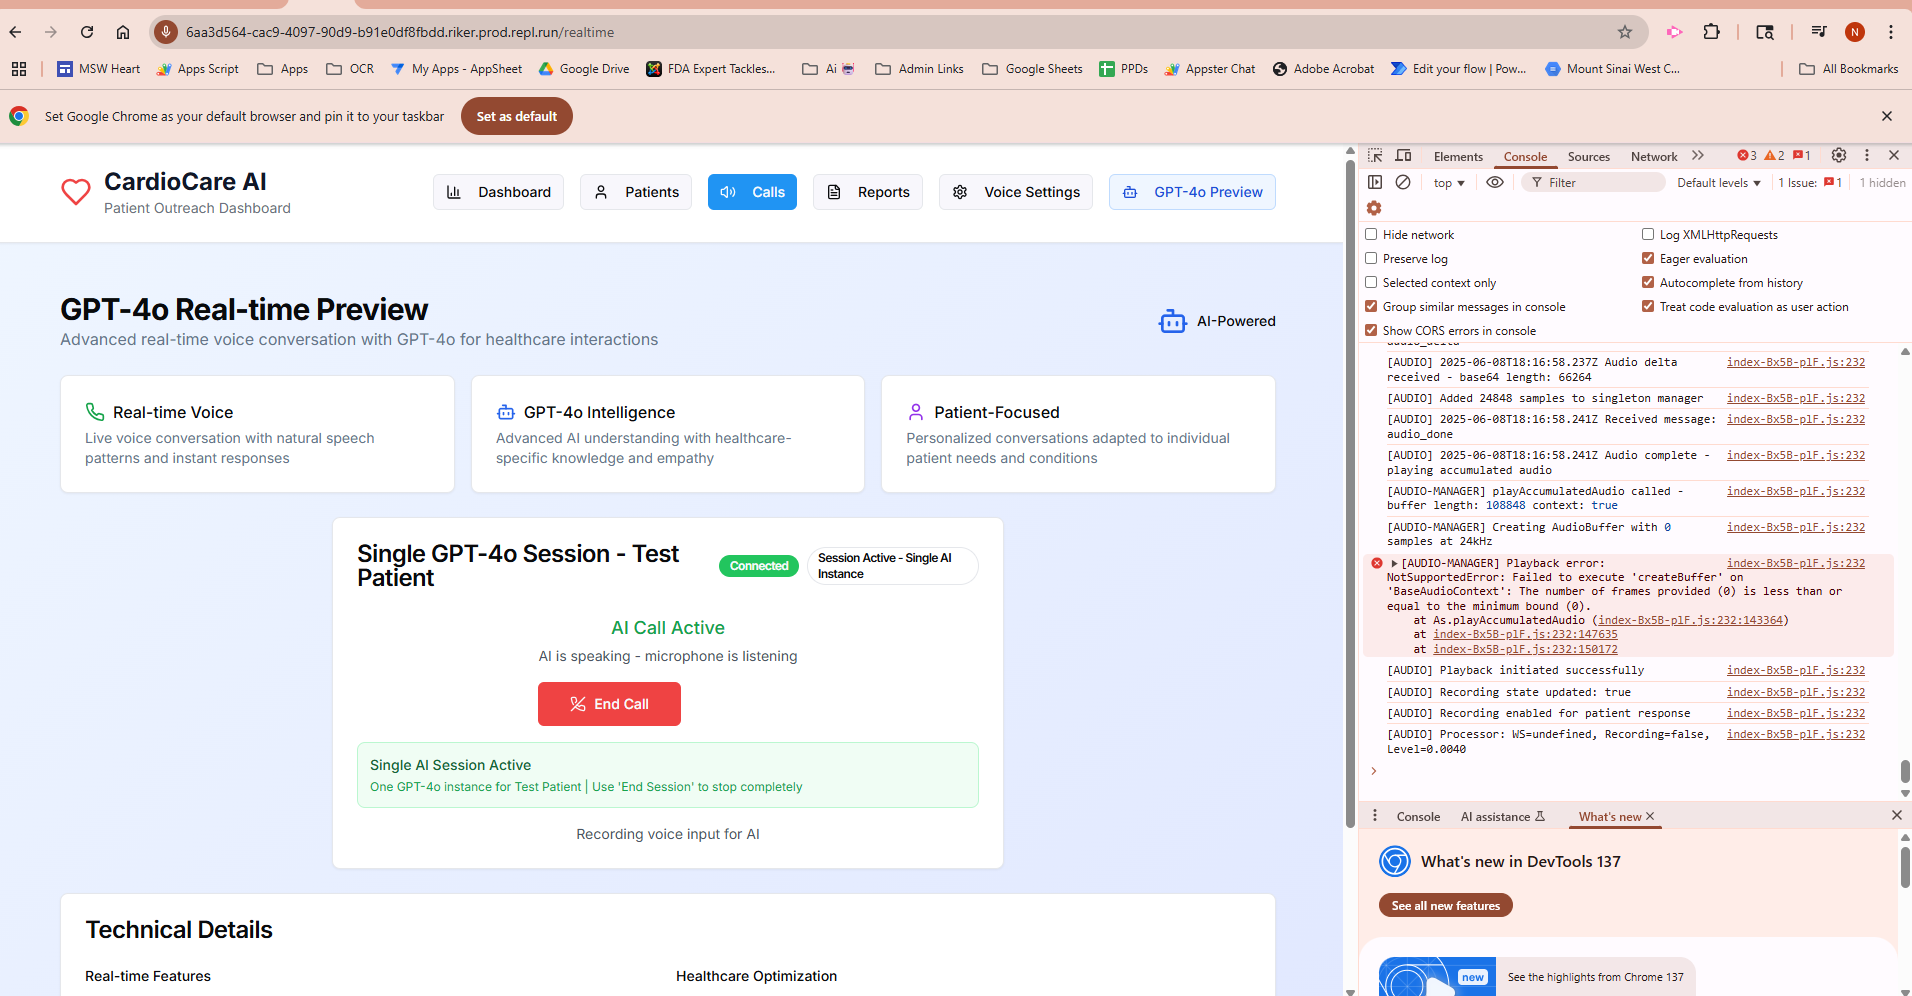 6aa3d564-cac9-4097-90d9-b91e0df8fbdd.riker.prod.repl.run/realtime
N
MSW Heart
Apps Script
Apps
OCR
My Apps - AppSheet
Google Drive
FDA Expert Tackles...
Ai
Admin Links
Google Sheets
PPDs
Appster Chat
Adobe Acrobat
Edit your flow | Pow...
Mount Sinai West C...
All Bookmarks
Set Google Chrome as your default browser and pin it to your taskbar
Set as default
CardioCare AI
Patient Outreach Dashboard
Dashboard
Patients
Calls
Reports
Voice Settings
GPT-4o Preview
GPT-4o Real-time Preview
Advanced real-time voice conversation with GPT-4o for healthcare interactions
AI-Powered
Real-time Voice
Live voice conversation with natural speech
patterns and instant responses
GPT-4o Intelligence
Advanced AI understanding with healthcare-
specific knowledge and empathy
Patient-Focused
Personalized conversations adapted to individual
patient needs and conditions
Single GPT-4o Session - Test
Patient
Connected
Session Active - Single AI
Instance
AI Call Active
AI is speaking - microphone is listening
End Call
Single AI Session Active
One GPT-4o instance for Test Patient | Use 'End Session' to stop completely
Recording voice input for AI
Technical Details
Real-time Features
Healthcare Optimization
Elements
Console
Sources
Network
3
2
1
top
Filter
Default levels
1 Issue:
1
1 hidden
Hide network
Log XMLHttpRequests
Preserve log
Eager evaluation
Selected context only
Autocomplete from history
Group similar messages in console
Treat code evaluation as user action
Show CORS errors in console
audio_delta
[AUDIO] 2025-06-08T18:16:58.237Z Audio delta index-Bx5B-plF.js:232
received - base64 length: 66264
[AUDIO] Added 24848 samples to singleton manager index-Bx5B-plF.js:232
[AUDIO] 2025-06-08T18:16:58.241Z Received message: index-Bx5B-plF.js:232
audio_done
[AUDIO] 2025-06-08T18:16:58.241Z Audio complete - index-Bx5B-plF.js:232
playing accumulated audio
[AUDIO-MANAGER] playAccumulatedAudio called - index-Bx5B-plF.js:232
buffer length: 108848 context: true
[AUDIO-MANAGER] Creating AudioBuffer with 0 index-Bx5B-plF.js:232
samples at 24kHz
[AUDIO-MANAGER] Playback error: index-Bx5B-plF.js:232
NotSupportedError: Failed to execute 'createBuffer' on
'BaseAudioContext': The number of frames provided (0) is less than or
equal to the minimum bound (0).
at As.playAccumulatedAudio (index-Bx5B-plF.js:232:143364)
at index-Bx5B-plF.js:232:147635
at index-Bx5B-plF.js:232:150172
[AUDIO] Playback initiated successfully index-Bx5B-plF.js:232
[AUDIO] Recording state updated: true index-Bx5B-plF.js:232
[AUDIO] Recording enabled for patient response index-Bx5B-plF.js:232
[AUDIO] Processor: WS=undefined, Recording=false, index-Bx5B-plF.js:232
Level=0.0040
Console
AI assistance
What's new
What's new in DevTools 137
See all new features
new
See the highlights from Chrome 137